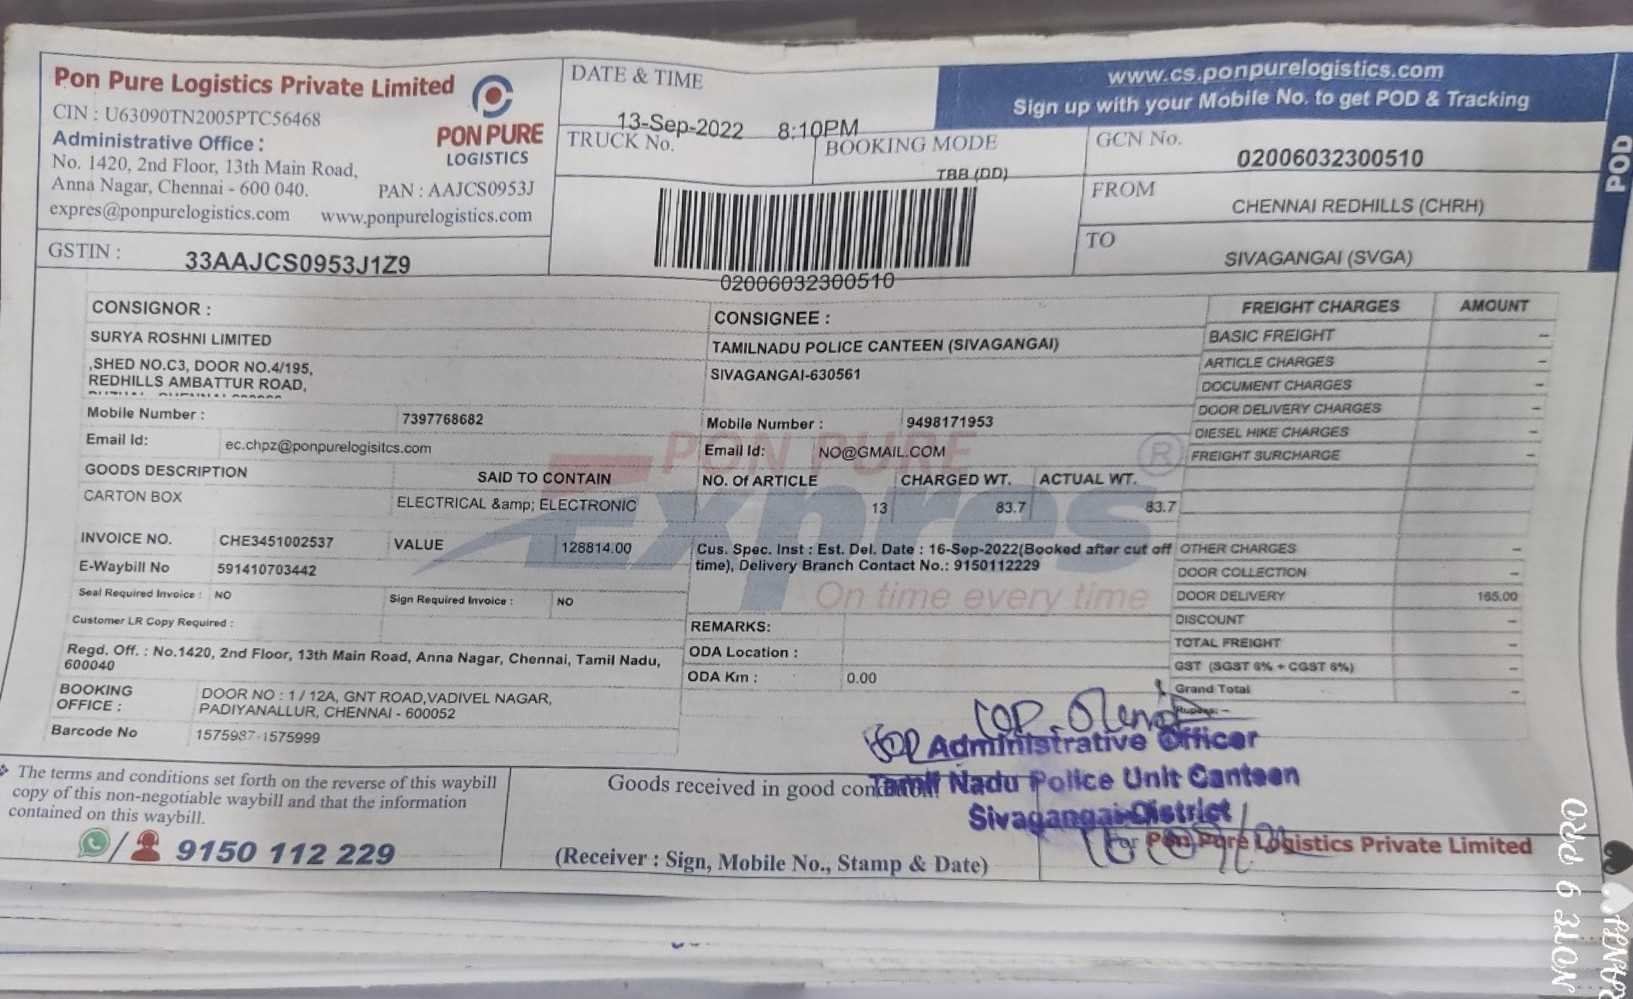 Pon Pure Logistics Private Limited
CIN : U63090TN2005PTC56468
Administrative Office :
No. 1420, 2nd Floor, 13th Main Road,
Anna Nagar, Chennai - 600 040. PAN : AAJCS0953J
expres@ponpurelogistics.com www.ponpurelogistics.com
PON PURE
LOGISTICS
GSTIN : 33AAJCS0953J1Z9
DATE & TIME
13-Sep-2022 8:10PM
TRUCK No.
BOOKING MODE
TBB (DD)
02006032300510
www.cs.ponpurelogistics.com
Sign up with your Mobile No. to get POD & Tracking
GCN No. 02006032300510
FROM CHENNAI REDHILLS (CHRH)
TO SIVAGANGAI (SVGA)
POD
CONSIGNOR :
SURYA ROSHNI LIMITED
,SHED NO.C3, DOOR NO.4/195,
REDHILLS AMBATTUR ROAD,
Mobile Number : 7397768682
Email Id: ec.chpz@ponpurelogisitcs.com
GOODS DESCRIPTION SAID TO CONTAIN
CARTON BOX ELECTRICAL &amp; ELECTRONIC
INVOICE NO. CHE3451002537 VALUE 128814.00
E-Waybill No 591410703442
Seal Required Invoice : NO Sign Required Invoice : NO
Customer LR Copy Required :
Regd. Off. : No.1420, 2nd Floor, 13th Main Road, Anna Nagar, Chennai, Tamil Nadu,
600040
BOOKING OFFICE : DOOR NO : 1 / 12A, GNT ROAD,VADIVEL NAGAR,
PADIYANALLUR, CHENNAI - 600052
Barcode No 1575987-1575999
CONSIGNEE :
TAMILNADU POLICE CANTEEN (SIVAGANGAI)
SIVAGANGAI-630561
Mobile Number : 9498171953
Email Id: NO@GMAIL.COM
NO. Of ARTICLE CHARGED WT. ACTUAL WT.
13 83.7 83.7
Cus. Spec. Inst : Est. Del. Date : 16-Sep-2022(Booked after cut off
time), Delivery Branch Contact No.: 9150112229
REMARKS:
ODA Location :
ODA Km : 0.00
PON PURE
Expres
®
On time every time
FREIGHT CHARGES AMOUNT
BASIC FREIGHT -
ARTICLE CHARGES -
DOCUMENT CHARGES -
DOOR DELIVERY CHARGES -
DIESEL HIKE CHARGES -
FREIGHT SURCHARGE -
OTHER CHARGES -
DOOR COLLECTION -
DOOR DELIVERY 165.00
DISCOUNT -
TOTAL FREIGHT -
GST (SGST 6% + CGST 6%) -
Grand Total -
Rupees: -
Administrative Officer
Tamil Nadu Police Unit Canteen
Sivagangai District
The terms and conditions set forth on the reverse of this waybill
copy of this non-negotiable waybill and that the information
contained on this waybill.
9150 112 229
Goods received in good condition.
(Receiver : Sign, Mobile No., Stamp & Date)
For Pon Pure Logistics Private Limited
NOTE 9 PRO